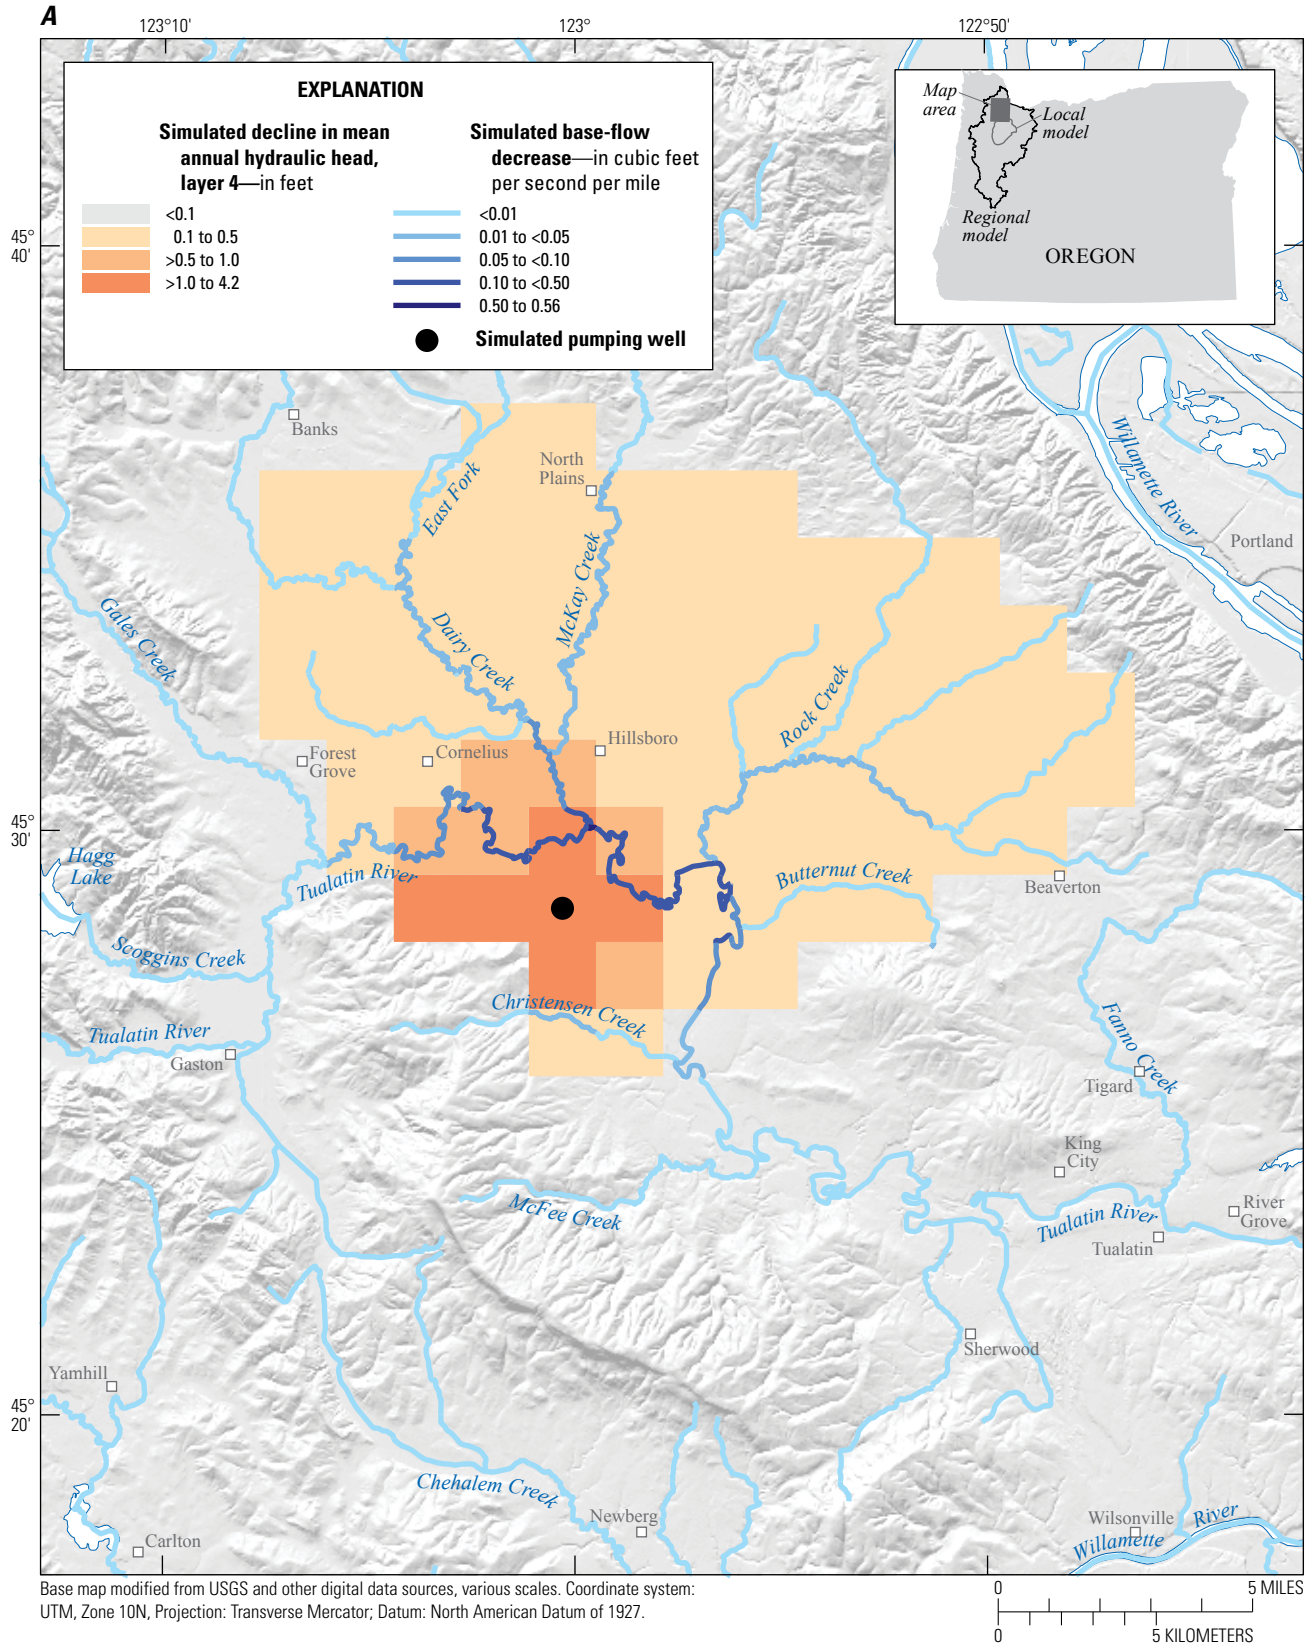 A
123°10'
123°
122°50'
EXPLANATION
Simulated decline in mean
annual hydraulic head,
layer 4—in feet
<0.1
0.1 to 0.5
>0.5 to 1.0
>1.0 to 4.2
Simulated base-flow
decrease—in cubic feet
per second per mile
<0.01
0.01 to <0.05
0.05 to <0.10
0.10 to <0.50
0.50 to 0.56
Simulated pumping well
Map
area
Local
model
Regional
model
OREGON
45°
40'
Banks
North
Plains
East Fork
McKay Creek
Willamette River
Portland
Gales Creek
Dairy Creek
Rock Creek
Hillsboro
Forest
Grove
Cornelius
45°
30'
Hagg
Lake
Tualatin River
Butternut Creek
Beaverton
Scoggins Creek
Christensen Creek
Tualatin River
Gaston
Fanno Creek
Tigard
King
City
McFee Creek
Tualatin River
River
Grove
Tualatin
Sherwood
Yamhill
45°
20'
Chehalem Creek
Newberg
Wilsonville
Willamette River
Carlton
Base map modified from USGS and other digital data sources, various scales. Coordinate system:
UTM, Zone 10N, Projection: Transverse Mercator; Datum: North American Datum of 1927.
0 5 MILES
0 5 KILOMETERS